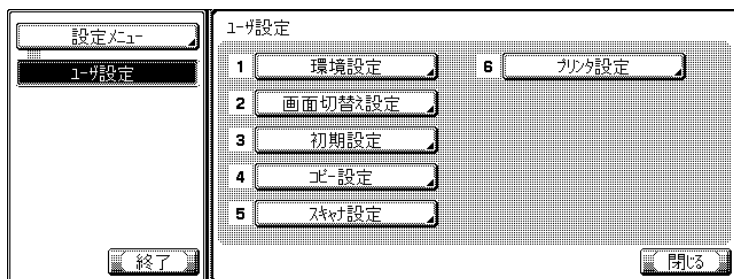 設定ﾒﾆｭｰ
ﾕｰｻﾞ設定
終了
ﾕｰｻﾞ設定
1 環境設定
2 画面切替え設定
3 初期設定
4 ｺﾋﾟｰ設定
5 ｽｷｬﾅ設定
6 ﾌﾟﾘﾝﾀ設定
閉じる